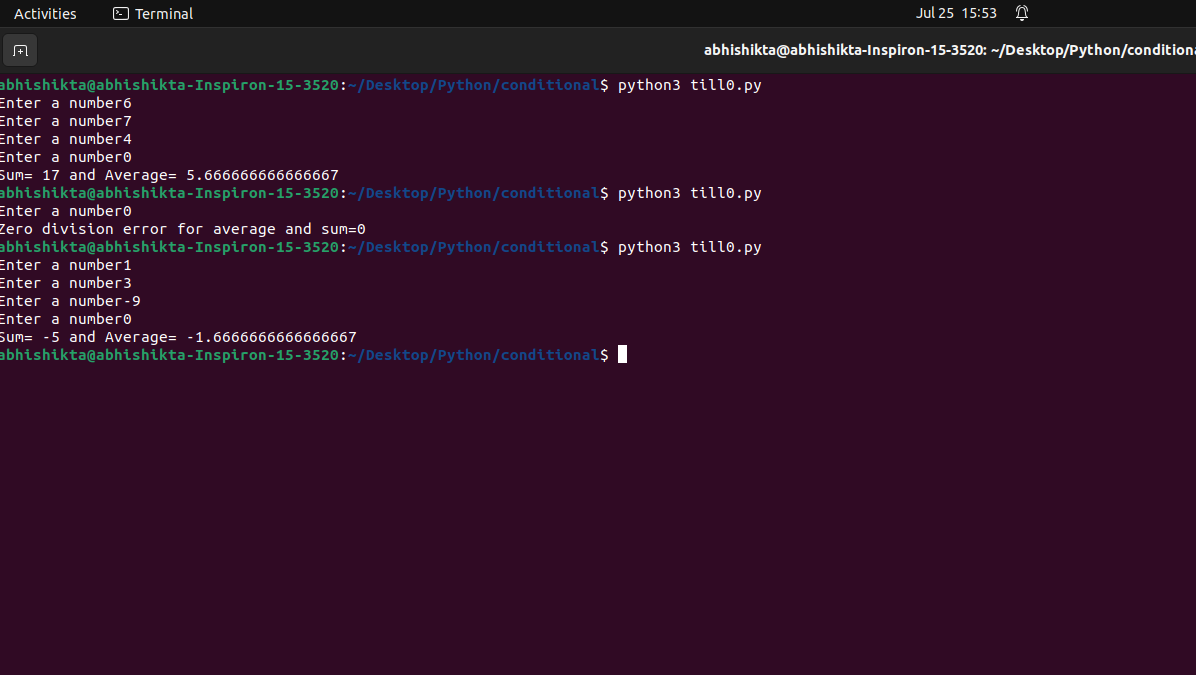 Activities Terminal Jul 25 15:53
abhishikta@abhishikta-Inspiron-15-3520: ~/Desktop/Python/conditiona
abhishikta@abhishikta-Inspiron-15-3520:~/Desktop/Python/conditional$ python3 till0.py
Enter a number6
Enter a number7
Enter a number4
Enter a number0
Sum= 17 and Average= 5.666666666666667
abhishikta@abhishikta-Inspiron-15-3520:~/Desktop/Python/conditional$ python3 till0.py
Enter a number0
Zero division error for average and sum=0
abhishikta@abhishikta-Inspiron-15-3520:~/Desktop/Python/conditional$ python3 till0.py
Enter a number1
Enter a number3
Enter a number-9
Enter a number0
Sum= -5 and Average= -1.6666666666666667
abhishikta@abhishikta-Inspiron-15-3520:~/Desktop/Python/conditional$